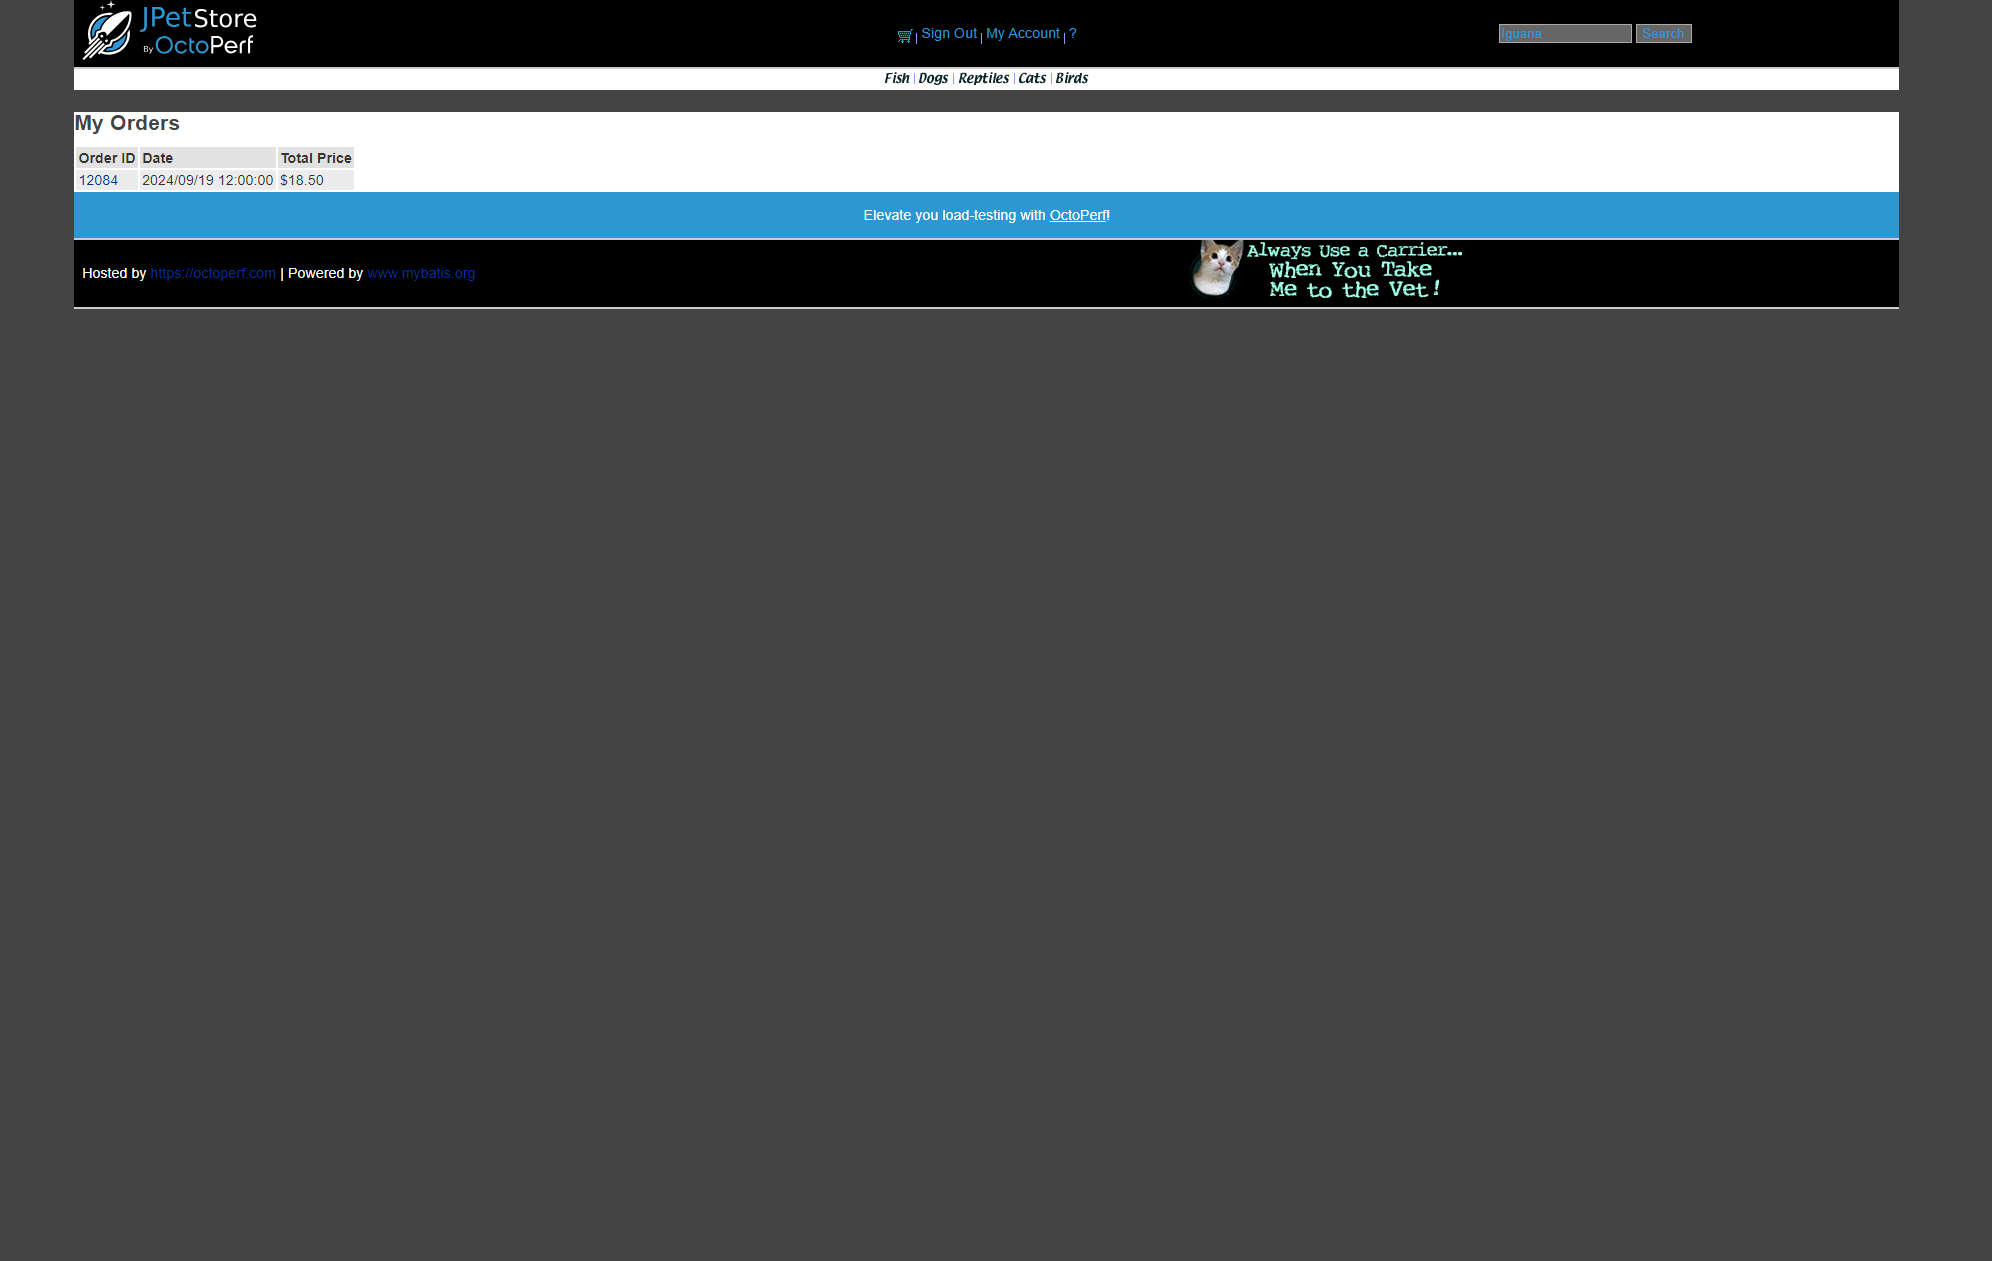 JPetStore
By OctoPerf
Sign Out | My Account | ?
Iguana
Search
Fish | Dogs | Reptiles | Cats | Birds
My Orders
Order ID Date Total Price
12084 2024/09/19 12:00:00 $18.50
Elevate you load-testing with OctoPerf!
Hosted by https://octoperf.com | Powered by www.mybatis.org
Always Use a Carrier...
When You Take
Me to the Vet!